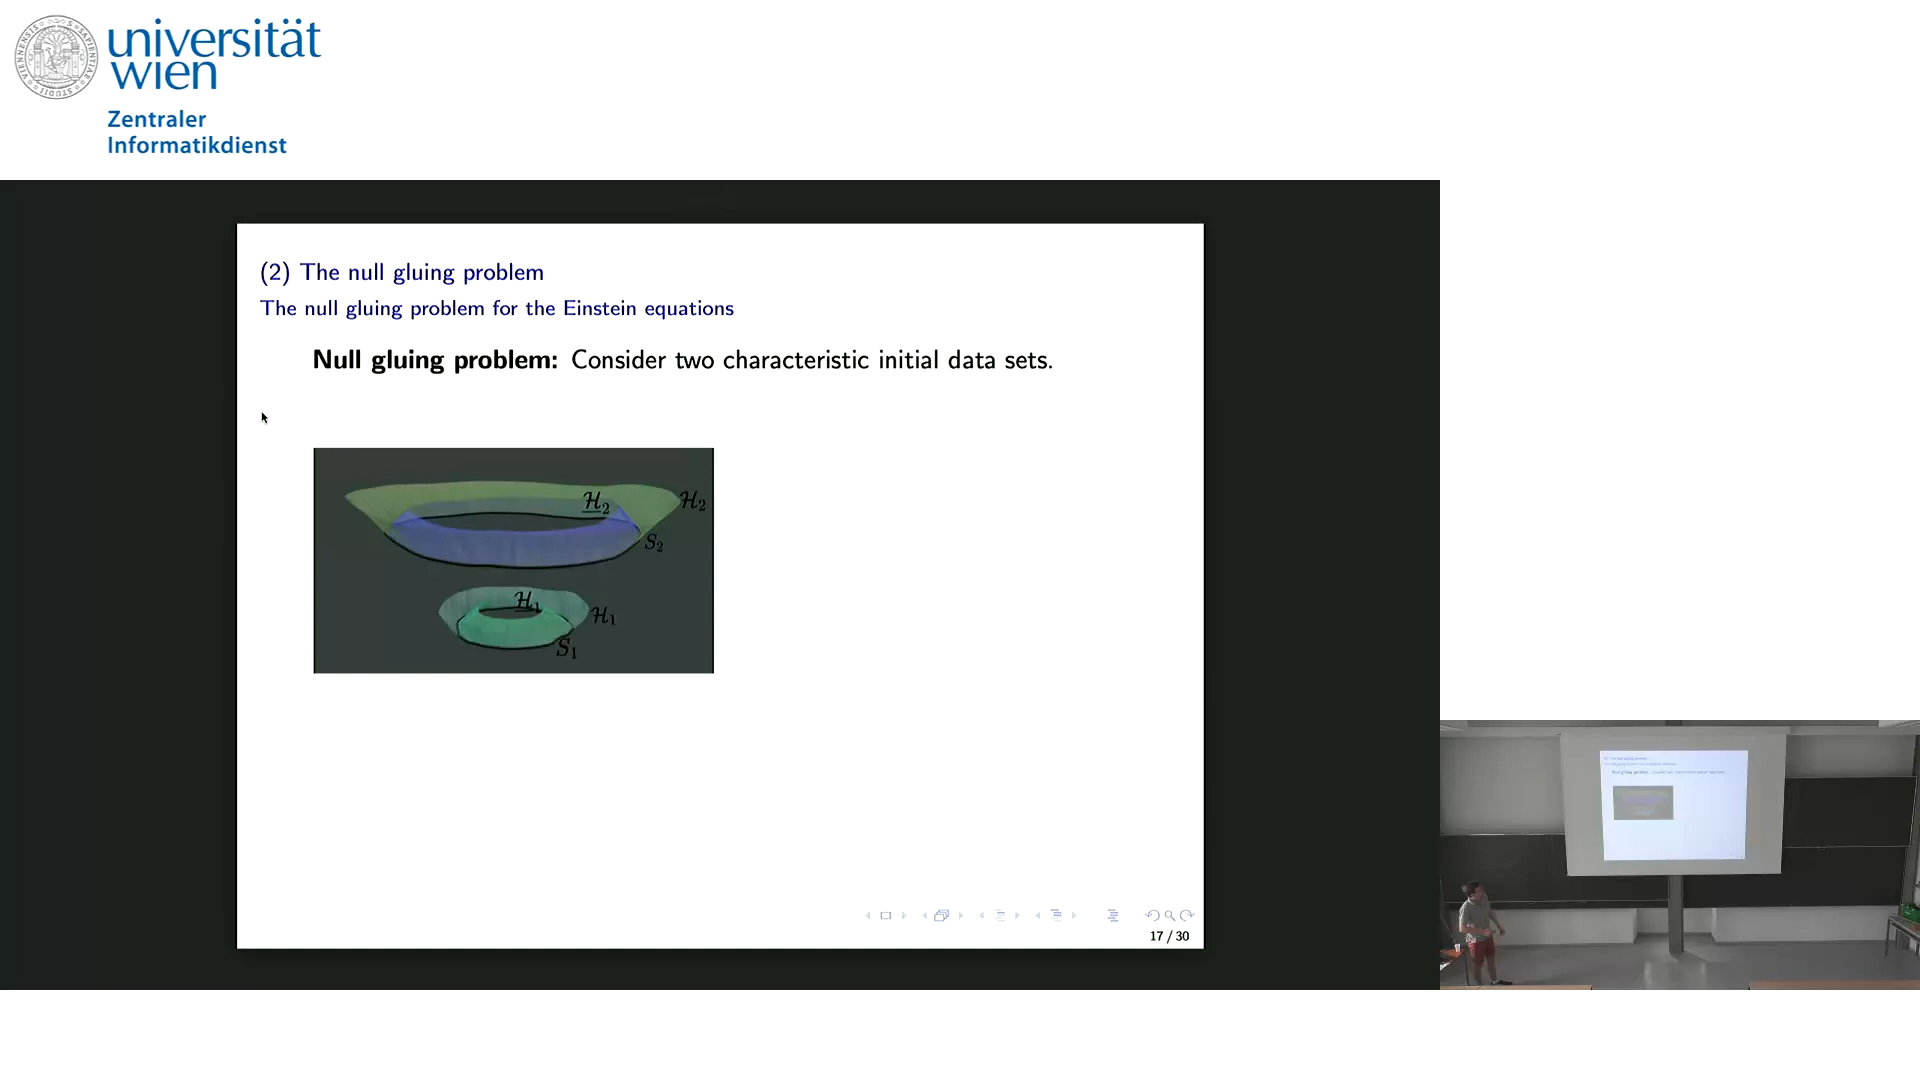 universität
wien
Zentraler
Informatikdienst
(2) The null gluing problem
The null gluing problem for the Einstein equations
Null gluing problem: Consider two characteristic initial data sets.
ℋ̲₂
ℋ₂
S₂
ℋ̲₁
ℋ₁
S₁
17 / 30